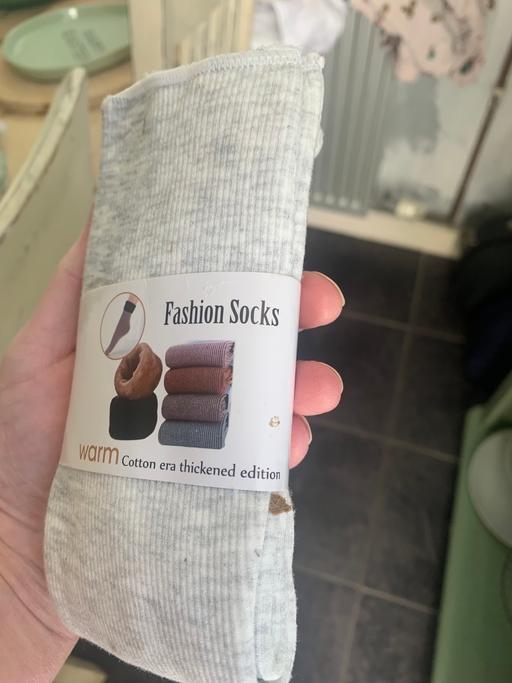 Fashion Socks
warm Cotton era thickened edition